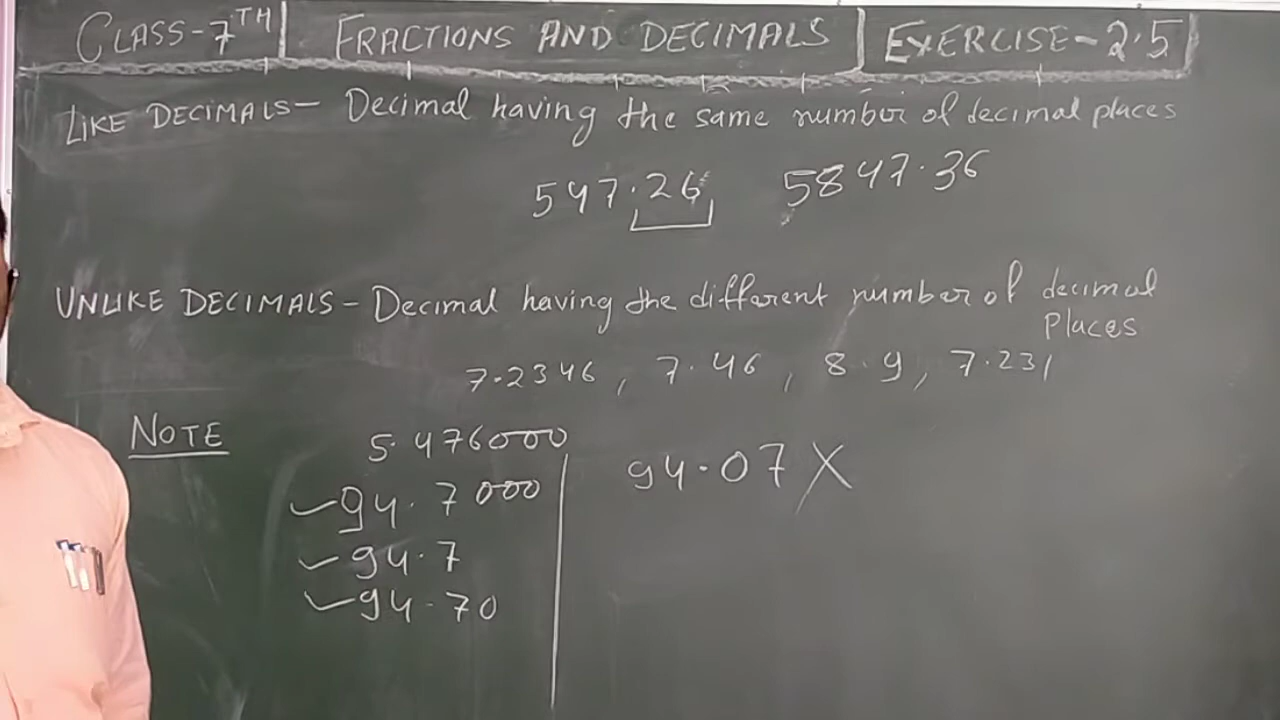 CLASS-7TH | FRACTIONS AND DECIMALS | EXERCISE-2.5
LIKE DECIMALS- Decimal having the same number of decimal places
547.26 5847.36
UNLIKE DECIMALS- Decimal having the different number of decimal
Places
7.2346, 7.46, 8.9, 7.231
NOTE
5.476000
94.7000
94.7
94.70
94.07 X